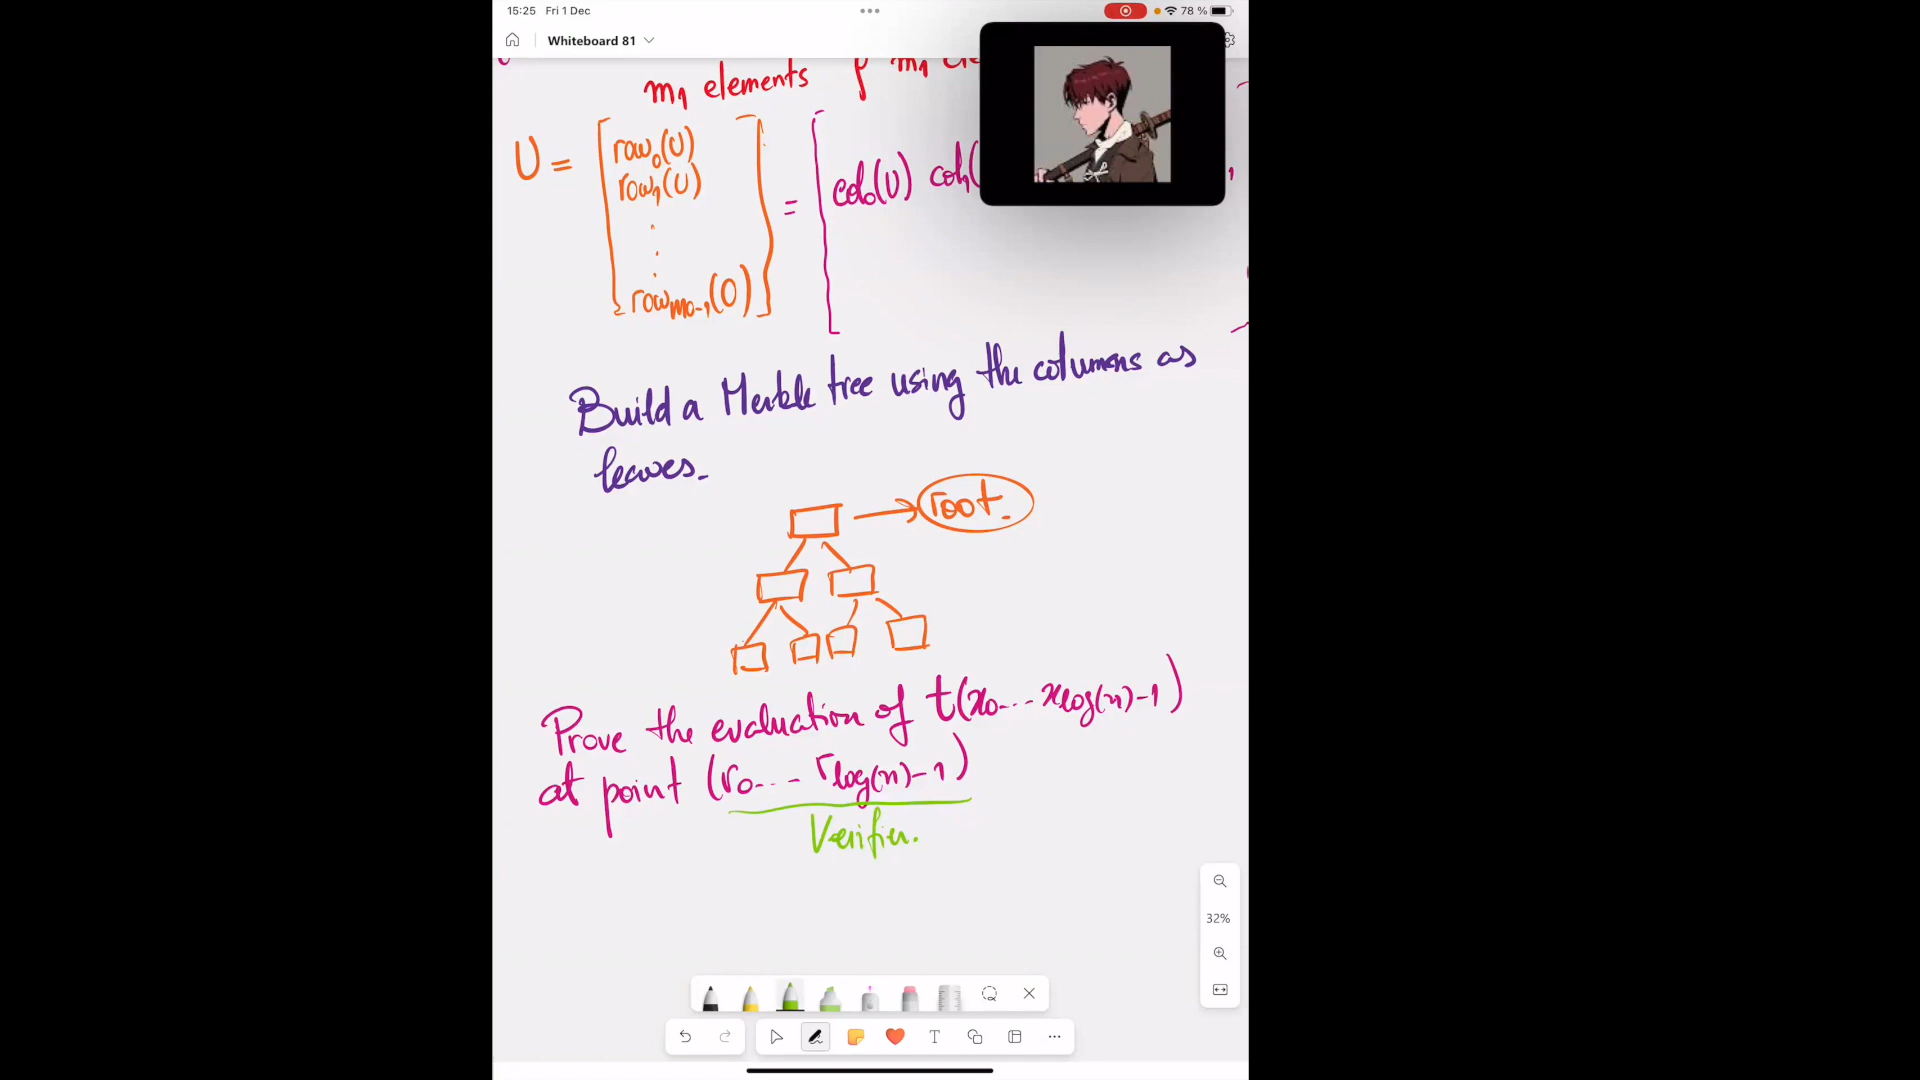 15:25 Fri 1 Dec
78 %
Whiteboard 81
m₁ elements ρ m₁
U = [row₀(U) row₁(U) . . . row_{m₀-1}(U)] = [col₀(U) col₁(
Build a Merkle tree using the columns as
leaves.
root.
Prove the evaluation of t(x₀... x_{log(n)-1})
at point (r₀... r_{log(n)-1})
Verifier.
32%